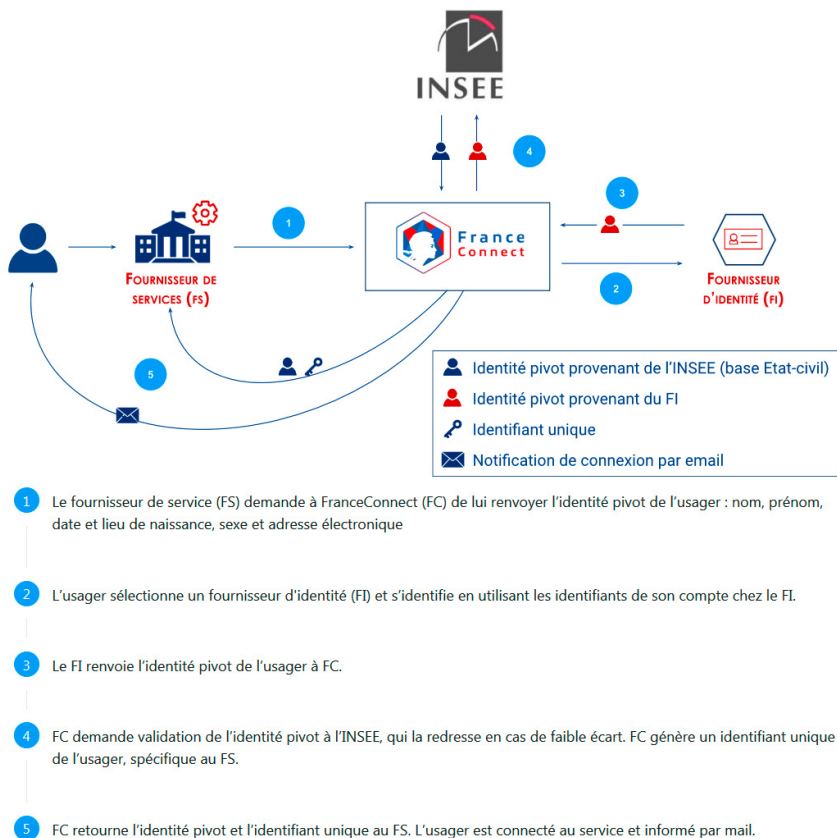 INSEE
4
3
1
France
Connect
2
FOURNISSEUR DE
SERVICES (FS)
FOURNISSEUR
D'IDENTITÉ (FI)
5
Identité pivot provenant de l'INSEE (base Etat-civil)
Identité pivot provenant du FI
Identifiant unique
Notification de connexion par email
1 Le fournisseur de service (FS) demande à FranceConnect (FC) de lui renvoyer l'identité pivot de l'usager : nom, prénom,
date et lieu de naissance, sexe et adresse électronique
2 L'usager sélectionne un fournisseur d'identité (FI) et s'identifie en utilisant les identifiants de son compte chez le FI.
3 Le FI renvoie l'identité pivot de l'usager à FC.
4 FC demande validation de l'identité pivot à l'INSEE, qui la redresse en cas de faible écart. FC génère un identifiant unique
de l'usager, spécifique au FS.
5 FC retourne l'identité pivot et l'identifiant unique au FS. L'usager est connecté au service et informé par mail.